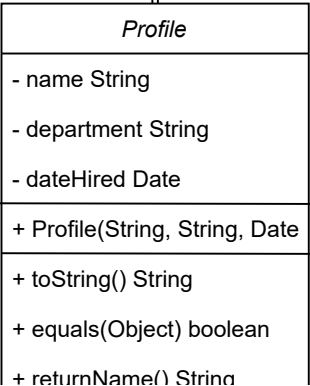 Profile
- name String
- department String
- dateHired Date
+ Profile(String, String, Date
+ toString() String
+ equals(Object) boolean
+ returnName() String